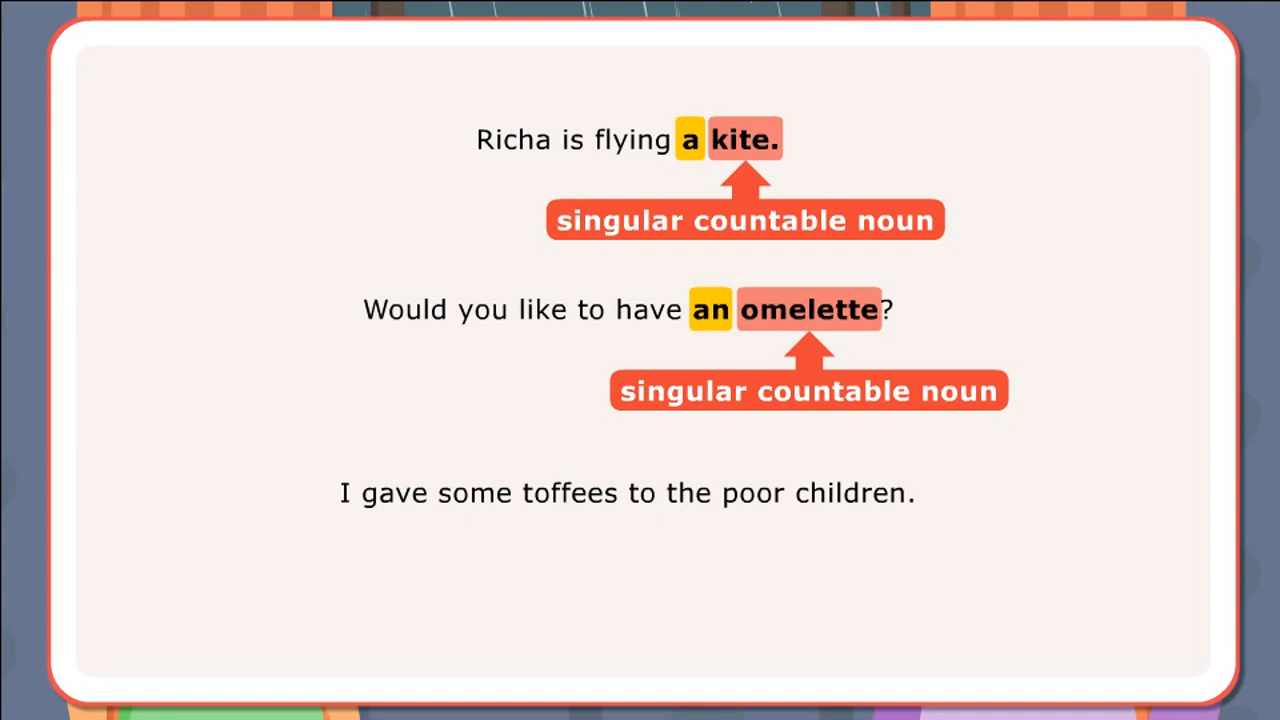 Richa is flying a kite.
singular countable noun
Would you like to have an omelette?
singular countable noun
I gave some toffees to the poor children.